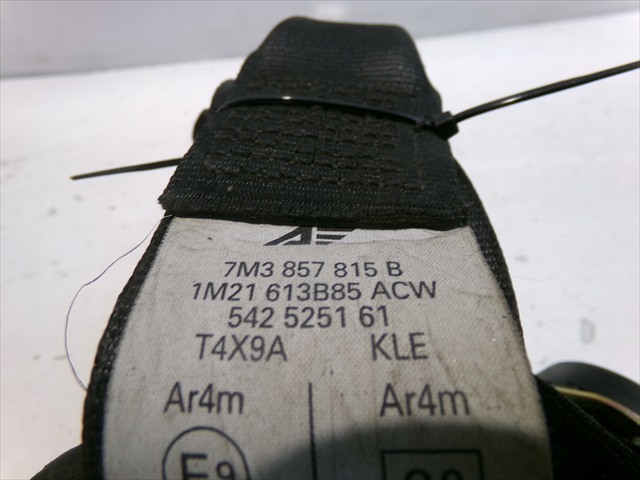 7M3 857 815 B
1M21 613B85 ACW
542 5251 61
T4X9A KLE
Ar4m Ar4m
E9